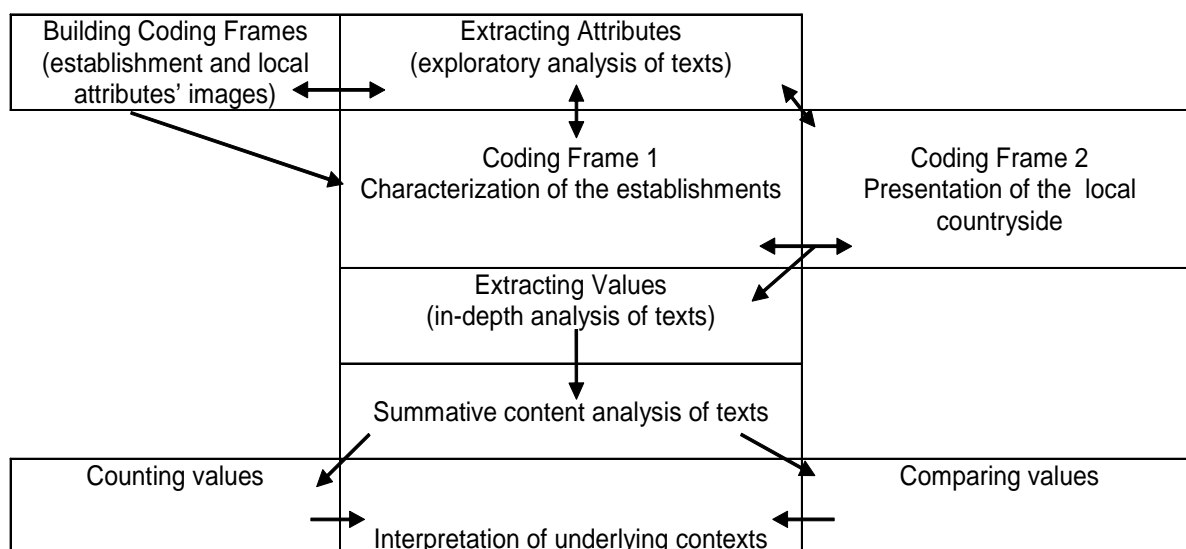 Building Coding Frames
(establishment and local
attributes’ images)
Extracting Attributes
(exploratory analysis of texts)
Coding Frame 1
Characterization of the establishments
Coding Frame 2
Presentation of the local
countryside
Extracting Values
(in-depth analysis of texts)
Summative content analysis of texts
Counting values
Comparing values
Interpretation of underlying contexts